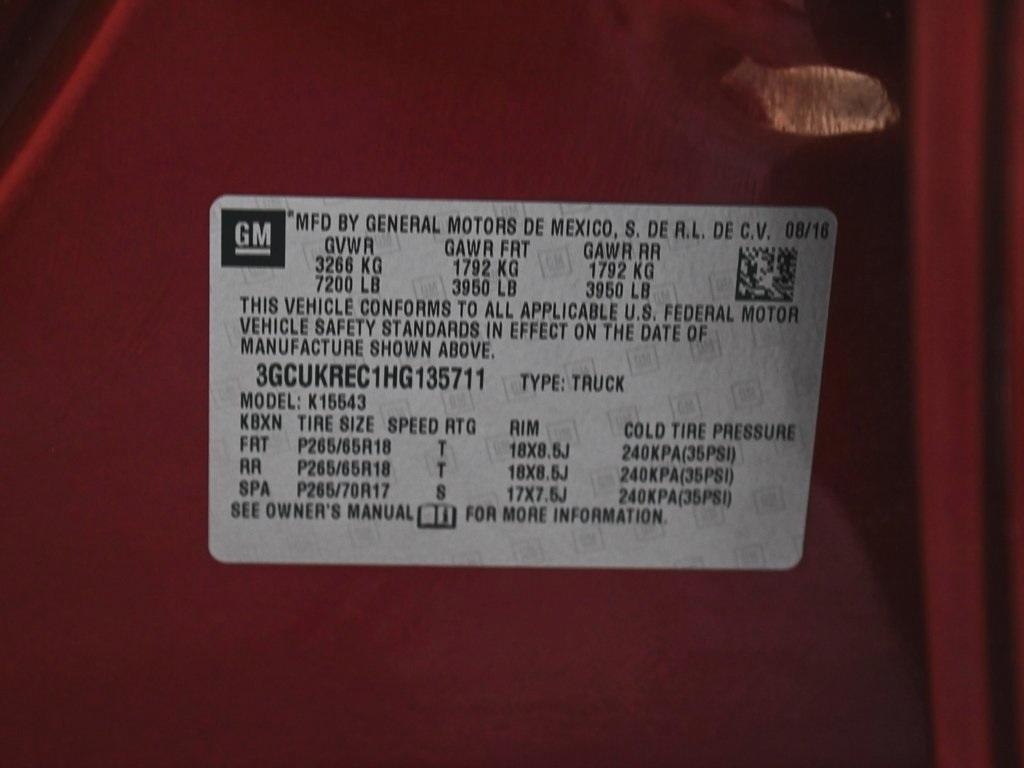 GM
MFD BY GENERAL MOTORS DE MEXICO, S. DE R.L. DE C.V. 08/16
GVWR GAWR FRT GAWR RR
3266 KG 1792 KG 1792 KG
7200 LB 3950 LB 3950 LB
THIS VEHICLE CONFORMS TO ALL APPLICABLE U.S. FEDERAL MOTOR
VEHICLE SAFETY STANDARDS IN EFFECT ON THE DATE OF
MANUFACTURE SHOWN ABOVE.
3GCUKREC1HG135711 TYPE: TRUCK
MODEL: K15543
KBXN TIRE SIZE SPEED RTG RIM COLD TIRE PRESSURE
FRT P265/65R18 T 18X8.5J 240KPA(35PSI)
RR P265/65R18 T 18X8.5J 240KPA(35PSI)
SPA P265/70R17 S 17X7.5J 240KPA(35PSI)
SEE OWNER'S MANUAL FOR MORE INFORMATION.